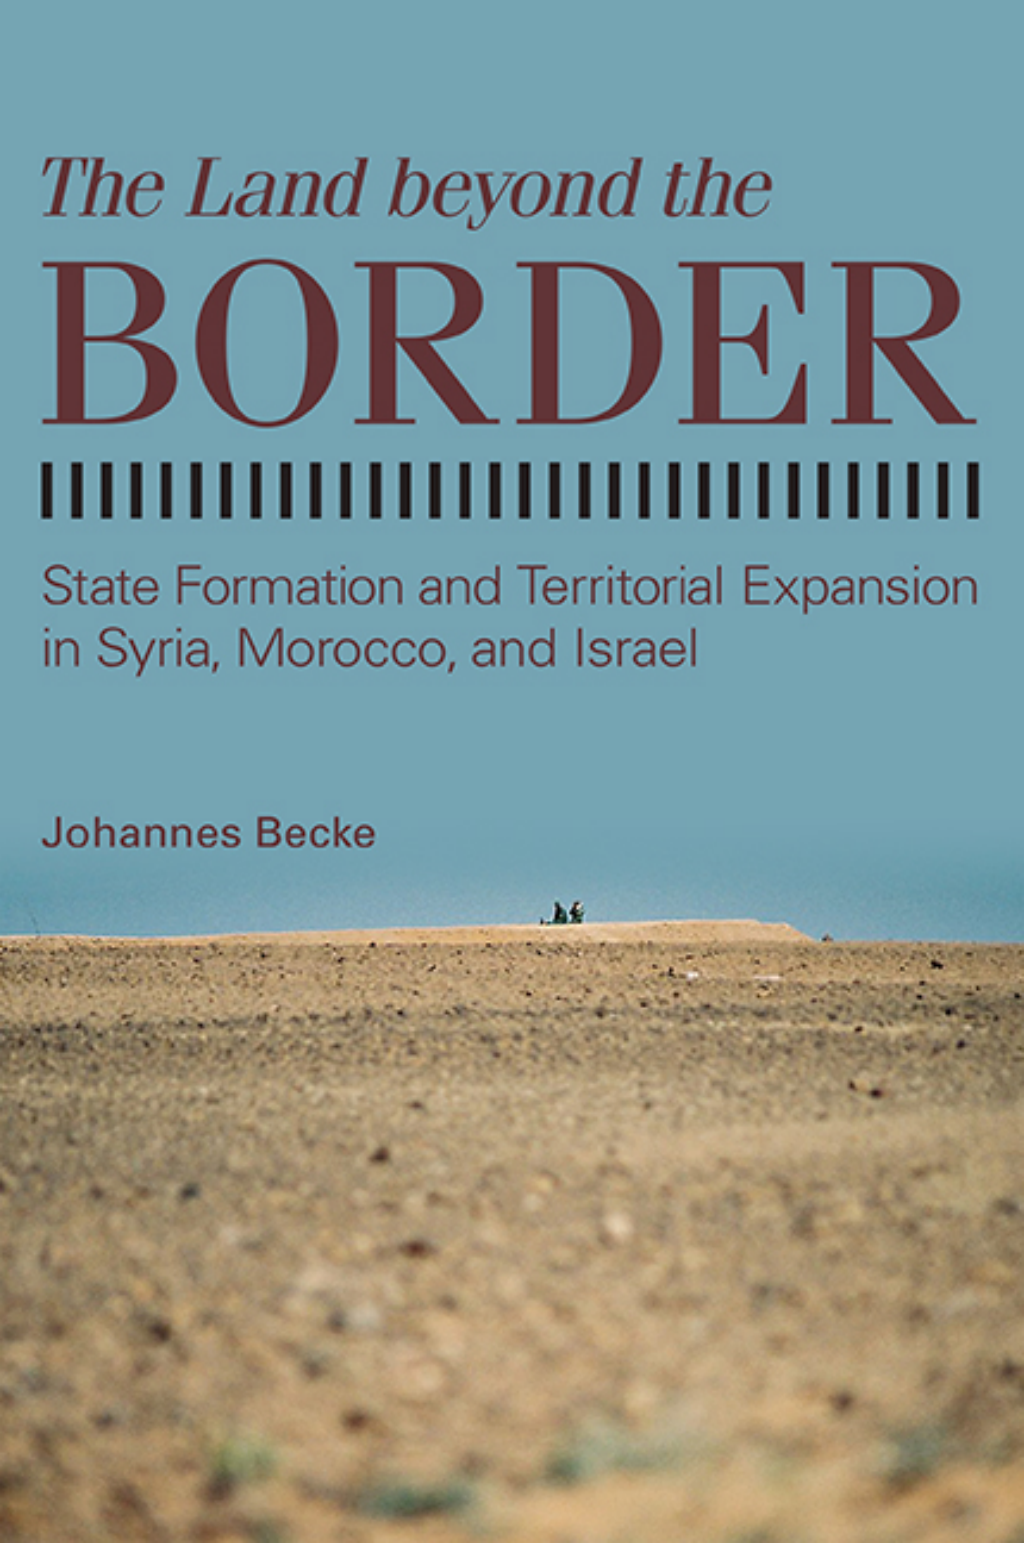 The Land beyond the
BORDER
State Formation and Territorial Expansion
in Syria, Morocco, and Israel
Johannes Becke